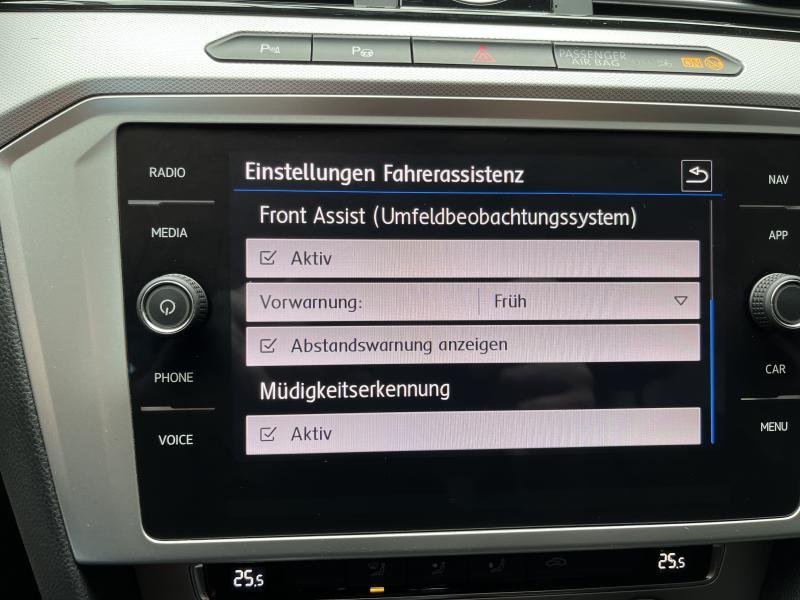 P P
PASSENGER
AIR BAG ON
Einstellungen Fahrerassistenz
RADIO
NAV
Front Assist (Umfeldbeobachtungssystem)
MEDIA
APP
Aktiv
Vorwarnung: Früh
Abstandswarnung anzeigen
PHONE
CAR
Müdigkeitserkennung
VOICE
Aktiv
MENU
25.5 25.5